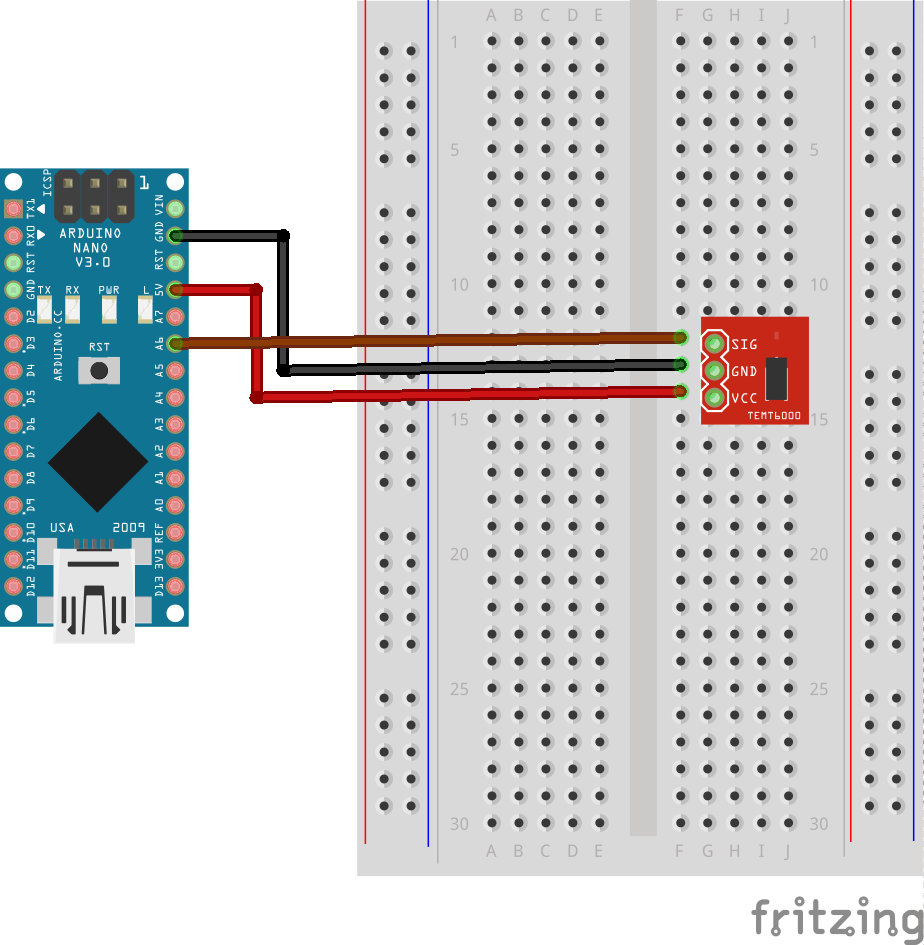 A B C D E F G H I J
1 1
5 5
10 10
15 15
20 20
25 25
30 30
A B C D E F G H I J
ICSP
1
ARDUINO
NANO
V3.0
TX RX PWR L
RST
ARDUINO.CC
USA 2009
TX1
RX0
RST
GND
D2
D3
D4
D5
D6
D7
D8
D9
D10
D11
D12
VIN
GND
RST
5V
A7
A6
A5
A4
A3
A2
A1
A0
REF
3V3
D13
SIG
GND
VCC
TEMT6000
fritzing